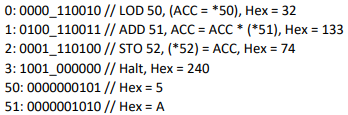 0: 0000_110010 // LOD 50, (ACC = *50), Hex = 32
1: 0100_110011 // ADD 51, ACC = ACC * (*51), Hex = 133
2: 0001_110100 // STO 52, (*52) = ACC, Hex = 74
3: 1001_000000 // Halt, Hex = 240
50: 0000000101 // Hex = 5
51: 0000001010 // Hex = A